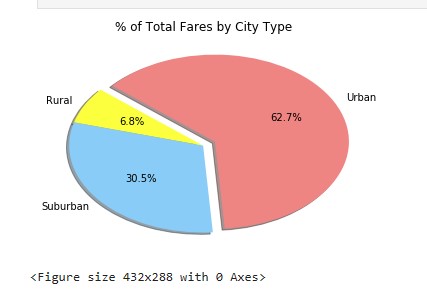 % of Total Fares by City Type
Rural
Urban
6.8%
62.7%
30.5%
Suburban
<Figure size 432x288 with 0 Axes>